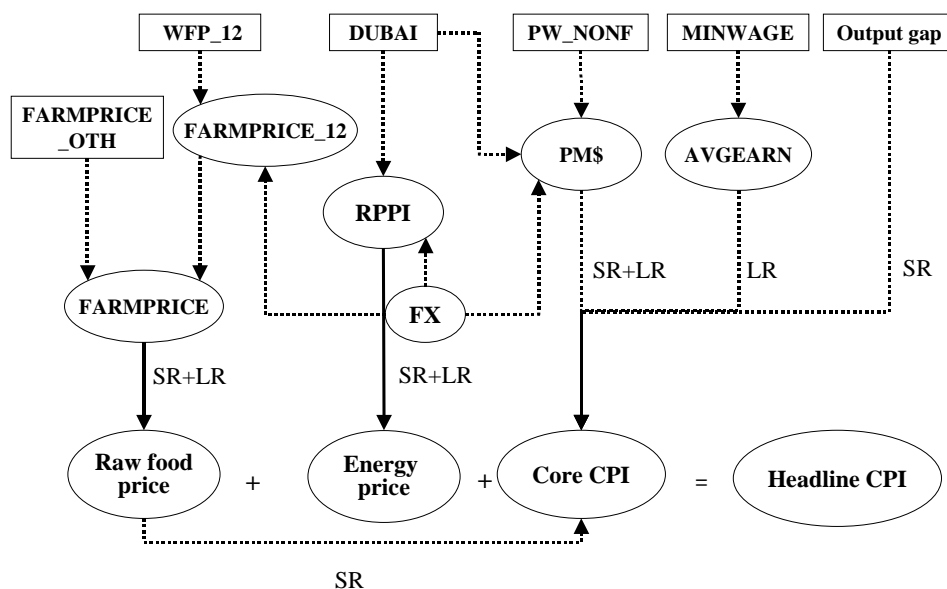 WFP_12
DUBAI
PW_NONF
MINWAGE
Output gap
FARMPRICE
_OTH
FARMPRICE_12
PM$
AVGEARN
RPPI
SR+LR
LR
SR
FARMPRICE
FX
SR+LR
SR+LR
Raw food
price
+
Energy
price
+
Core CPI
=
Headline CPI
SR